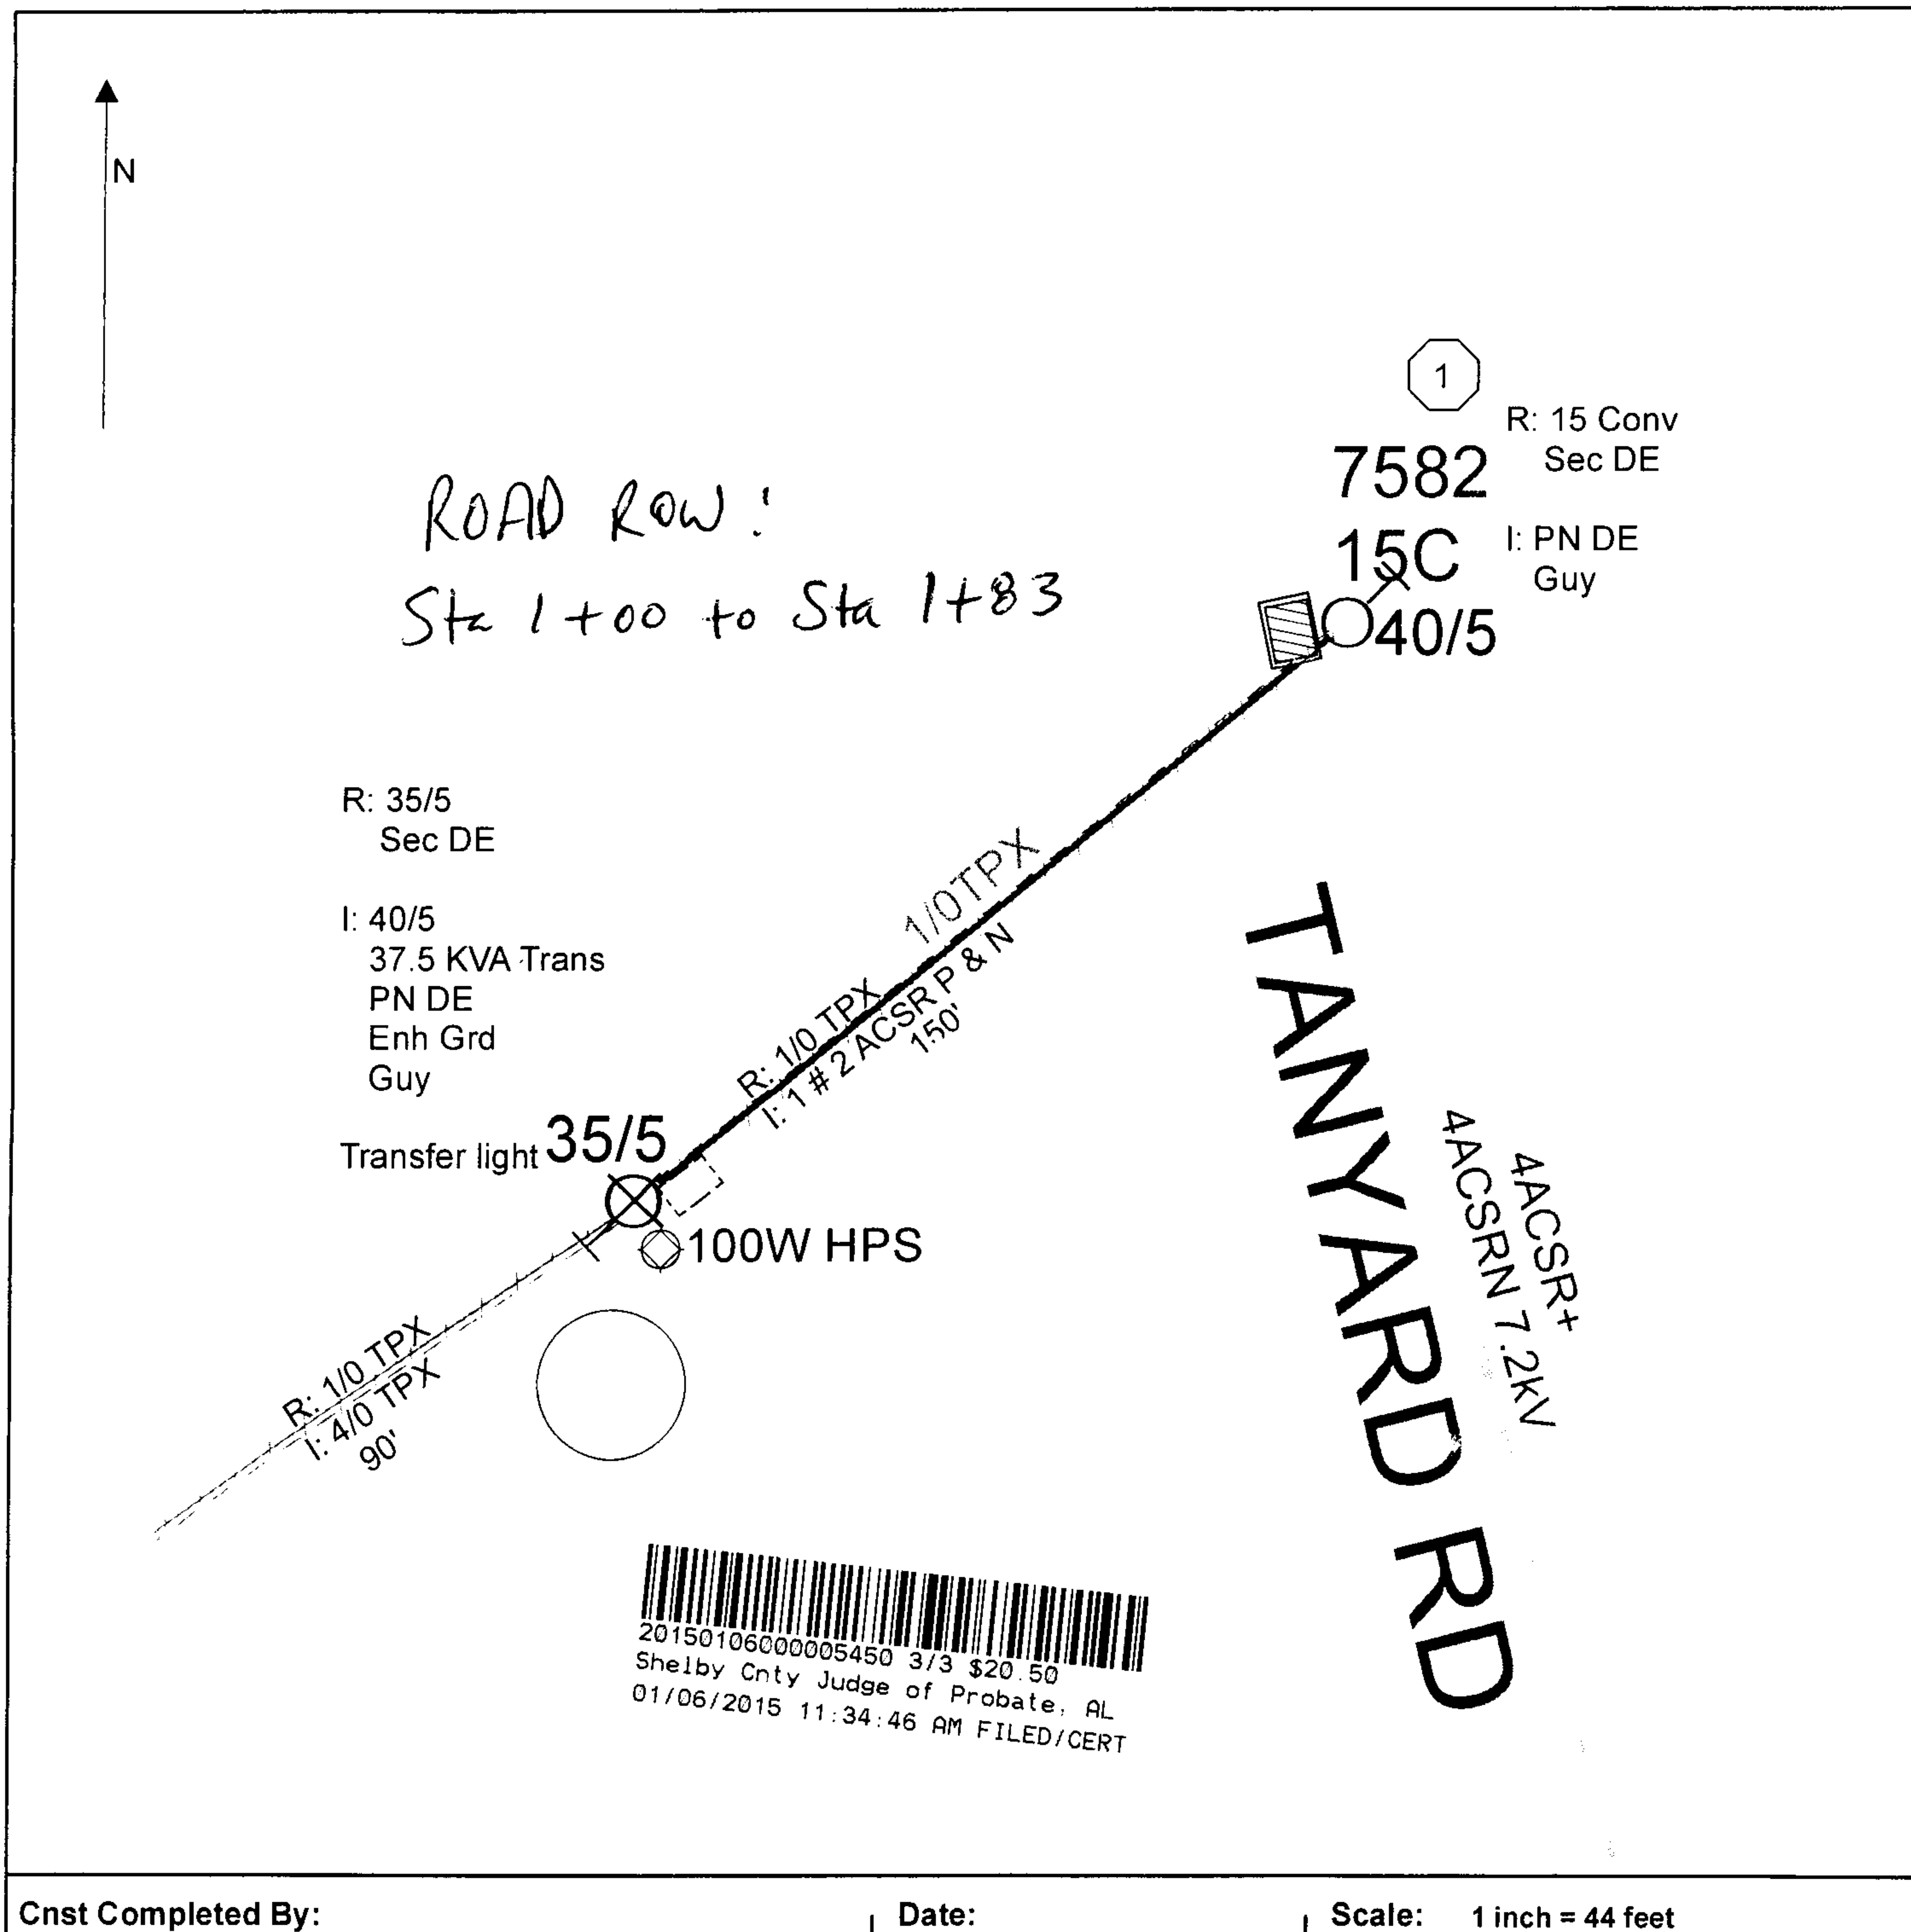 N
1
R: 15 Conv
Sec DE
7582
15C
I: PN DE
Guy
40/5
ROAD ROW:
Sta 1+00 to Sta 1+83
R: 35/5
Sec DE
I: 40/5
37.5 KVA Trans
PN DE
Enh Grd
Guy
Transfer light
35/5
1/0TPX
R: 1/0 TPX
I: 1 # 2 ACSR P & N
150'
100W HPS
R: 1/0 TPX
I: 4/0 TPX
90'
TANYARD RD
4ACSR+
4ACSRN 7.2kV
20150106000005450 3/3 $20.50
Shelby Cnty Judge of Probate, AL
01/06/2015 11:34:46 AM FILED/CERT
Cnst Completed By:
Date:
Scale: 1 inch = 44 feet